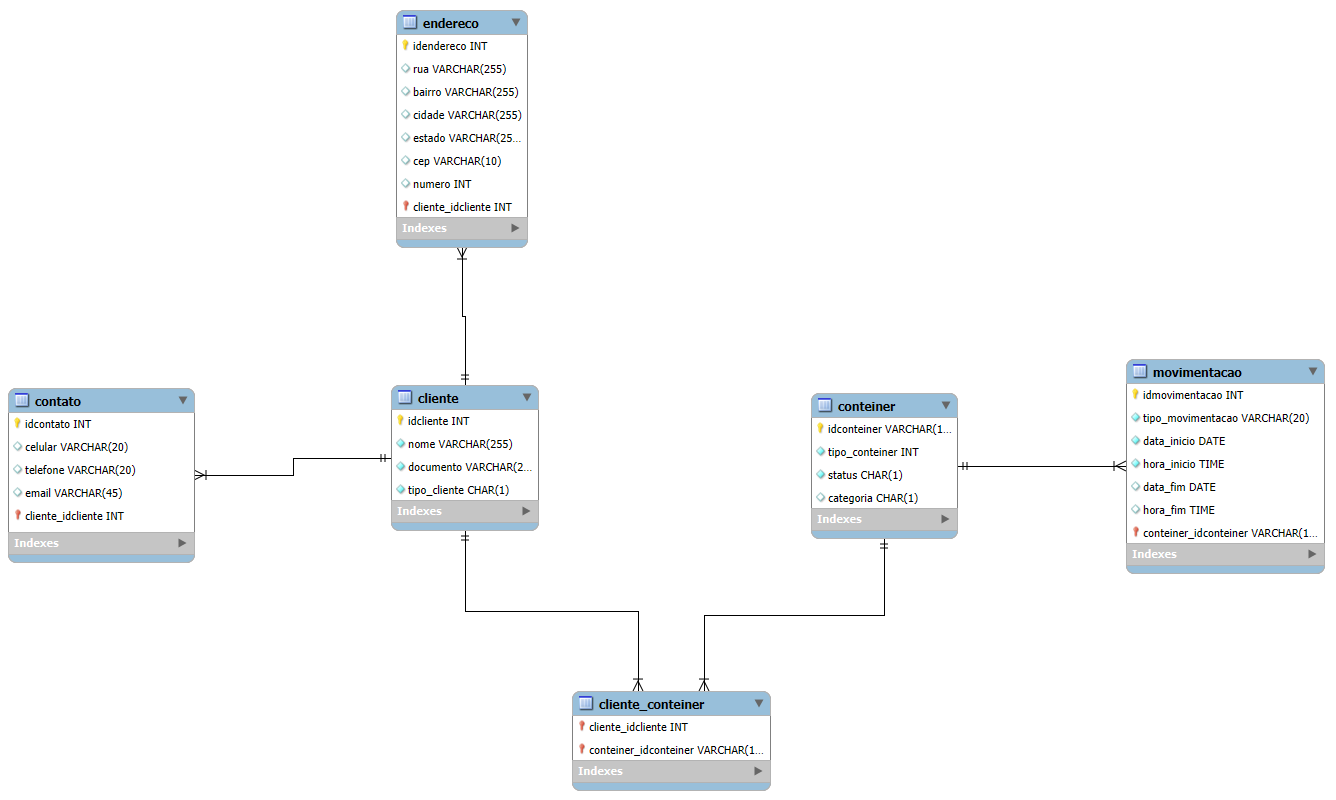 endereco
idendereco INT
rua VARCHAR(255)
bairro VARCHAR(255)
cidade VARCHAR(255)
estado VARCHAR(25...
cep VARCHAR(10)
numero INT
cliente_idcliente INT
Indexes
contato
idcontato INT
celular VARCHAR(20)
telefone VARCHAR(20)
email VARCHAR(45)
cliente_idcliente INT
Indexes
cliente
idcliente INT
nome VARCHAR(255)
documento VARCHAR(2...
tipo_cliente CHAR(1)
Indexes
conteiner
idconteiner VARCHAR(1...
tipo_conteiner INT
status CHAR(1)
categoria CHAR(1)
Indexes
movimentacao
idmovimentacao INT
tipo_movimentacao VARCHAR(20)
data_inicio DATE
hora_inicio TIME
data_fim DATE
hora_fim TIME
conteiner_idconteiner VARCHAR(1...
Indexes
cliente_conteiner
cliente_idcliente INT
conteiner_idconteiner VARCHAR(1...
Indexes